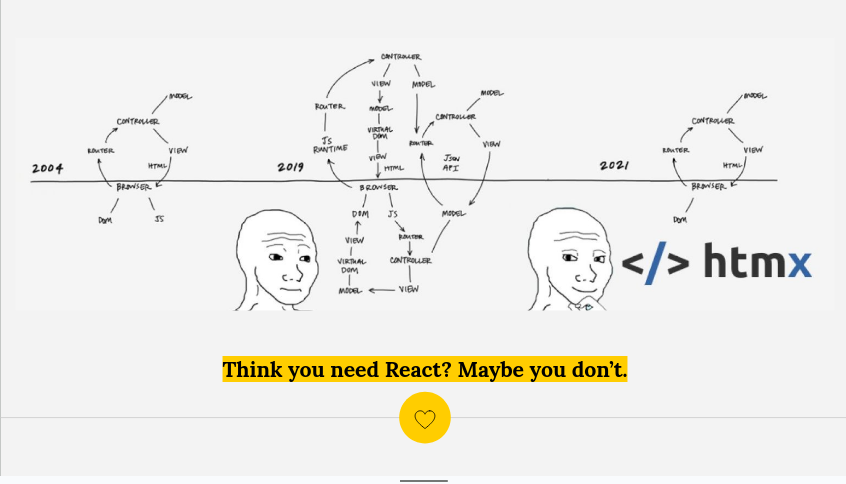 2004
MODEL
CONTROLLER
ROUTER
VIEW
HTML
BROWSER
DOM
JS
2019
CONTROLLER
VIEW
MODEL
ROUTER
MODEL
VIRTUAL
DOM
JS
RUNTIME
VIEW
HTML
MODEL
CONTROLLER
ROUTER
JSON
API
VIEW
BROWSER
DOM
JS
MODEL
VIEW
ROUTER
VIRTUAL
DOM
CONTROLLER
MODEL
VIEW
2021
MODEL
CONTROLLER
ROUTER
VIEW
HTML
BROWSER
DOM
</> htmx
Think you need React? Maybe you don’t.